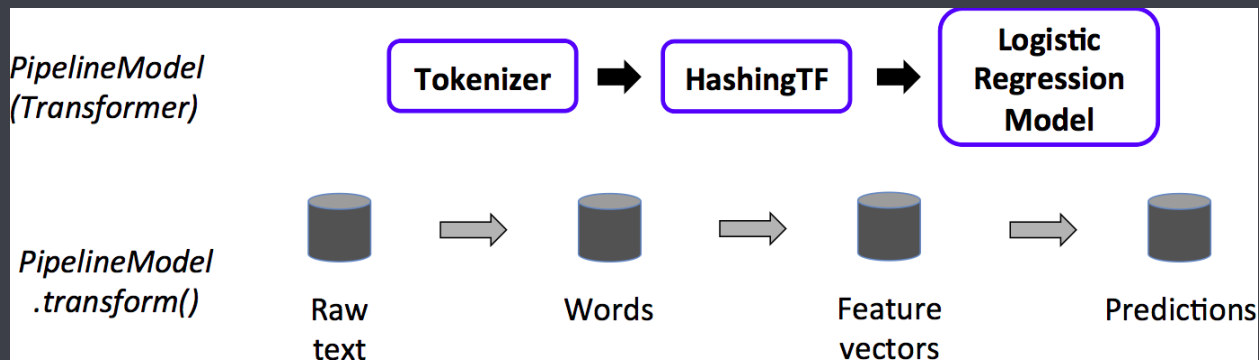 PipelineModel
(Transformer)
Tokenizer
HashingTF
Logistic
Regression
Model
PipelineModel
.transform()
Raw
text
Words
Feature
vectors
Predictions